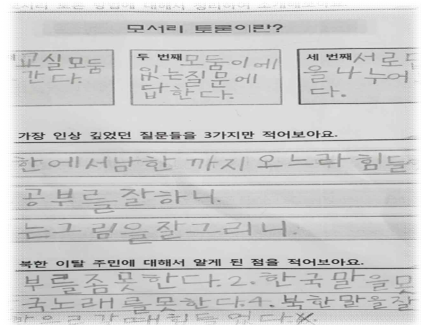 모서리 토론이란?
교실모둠
간다.
두 번째 모둠이에
있는질문에
답한다.
세 번째 서로
을 나누어
다.
가장 인상 깊었던 질문들을 3가지만 적어보아요.
한에서남한 까지 오느라 힘들
공부를잘하니.
는그림을잘그리니.
북한 이탈 주민에 대해서 알게 된 점을 적어보아요.
부를좀못한다.2.한국말을모
국노래를못한다.4.북한말을잘